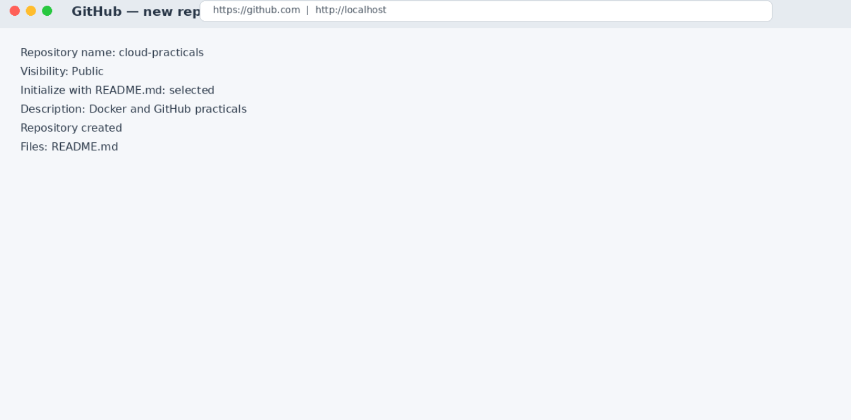 GitHub — new rep
https://github.com | http://localhost
Repository name: cloud-practicals
Visibility: Public
Initialize with README.md: selected
Description: Docker and GitHub practicals
Repository created
Files: README.md